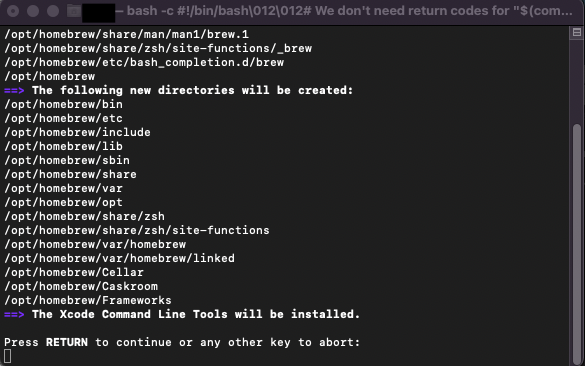 — bash -c #!/bin/bash\012\012# We don't need return codes for "$(com...
/opt/homebrew/share/man/man1/brew.1
/opt/homebrew/share/zsh/site-functions/_brew
/opt/homebrew/etc/bash_completion.d/brew
/opt/homebrew
==> The following new directories will be created:
/opt/homebrew/bin
/opt/homebrew/etc
/opt/homebrew/include
/opt/homebrew/lib
/opt/homebrew/sbin
/opt/homebrew/share
/opt/homebrew/var
/opt/homebrew/opt
/opt/homebrew/share/zsh
/opt/homebrew/share/zsh/site-functions
/opt/homebrew/var/homebrew
/opt/homebrew/var/homebrew/linked
/opt/homebrew/Cellar
/opt/homebrew/Caskroom
/opt/homebrew/Frameworks
==> The Xcode Command Line Tools will be installed.
Press RETURN to continue or any other key to abort: